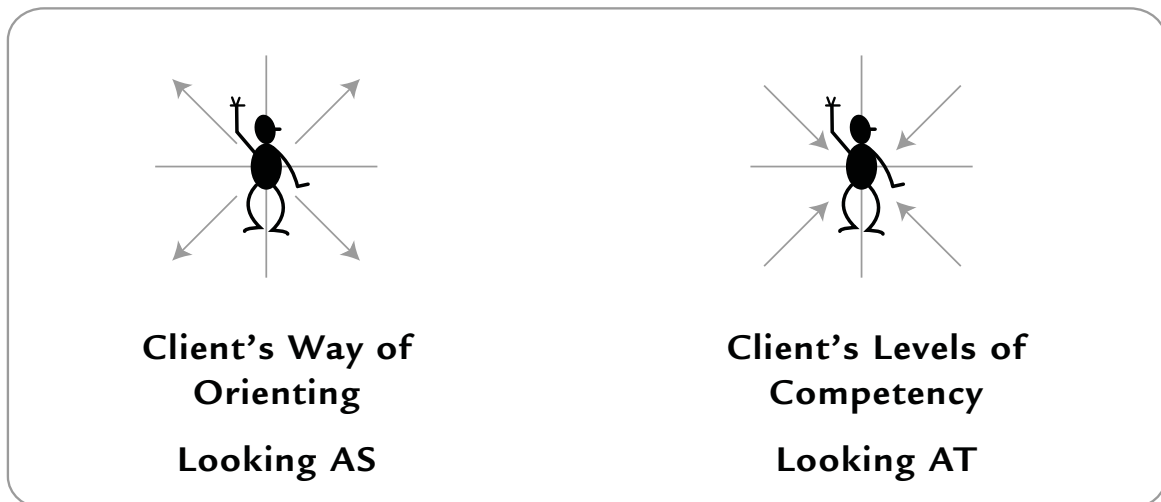 Client’s Way of
Orienting
Looking AS
Client’s Levels of
Competency
Looking AT